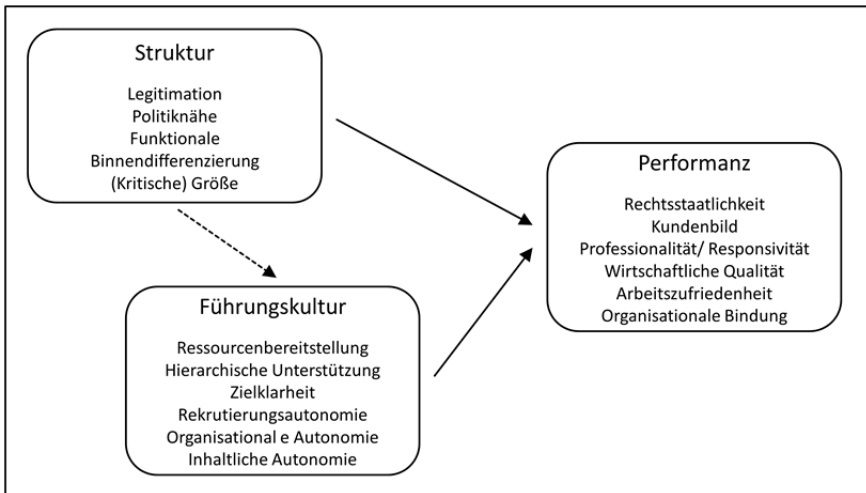 Struktur
Legitimation
Politiknähe
Funktionale
Binnendifferenzierung
(Kritische) Größe
Performanz
Rechtsstaatlichkeit
Kundenbild
Professionalität/ Responsivität
Wirtschaftliche Qualität
Arbeitszufriedenheit
Organisationale Bindung
Führungskultur
Ressourcenbereitstellung
Hierarchische Unterstützung
Zielklarheit
Rekrutierungsautonomie
Organisational e Autonomie
Inhaltliche Autonomie